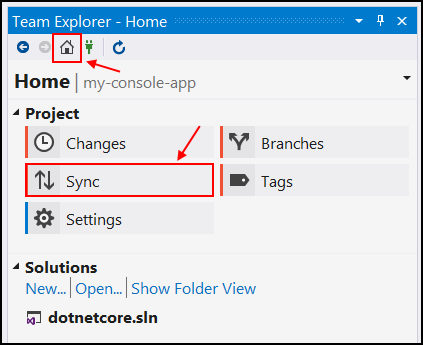 Team Explorer - Home
Home | my-console-app
Project
Changes
Branches
Sync
Tags
Settings
Solutions
New... | Open... | Show Folder View
dotnetcore.sln